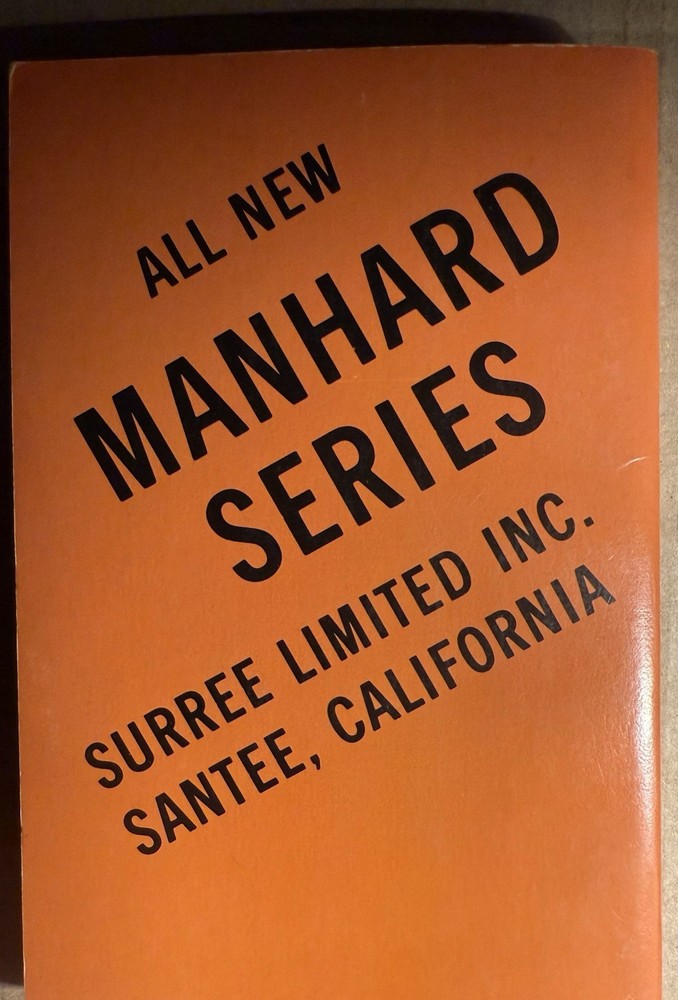 ALL NEW
MANHARD
SERIES
SURREE LIMITED INC.
SANTEE, CALIFORNIA